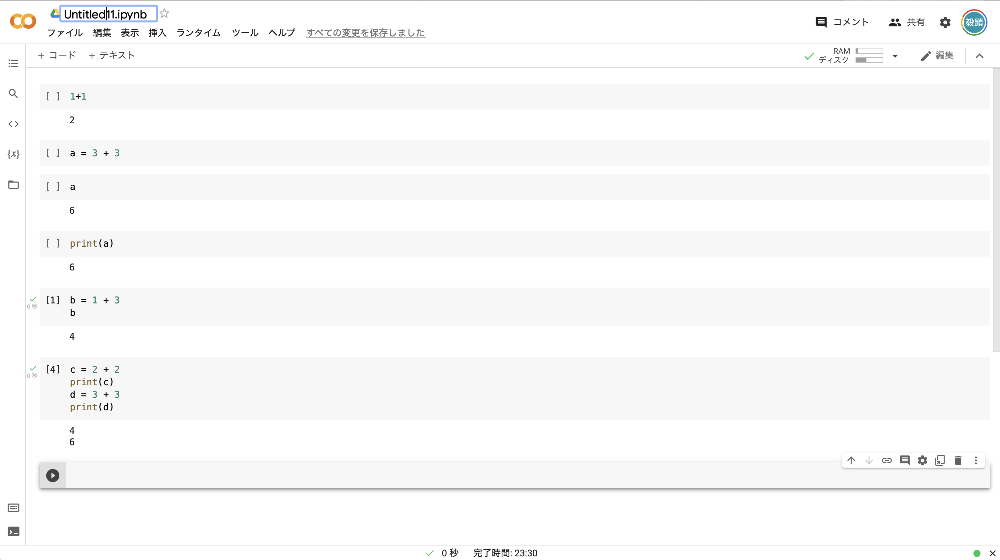 Untitled11.ipynb
ファイル 編集 表示 挿入 ランタイム ツール ヘルプ すべての変更を保存しました
コメント 共有 毅顕
+ コード + テキスト
RAM
ディスク
編集
[ ] 1+1
2
[ ] a = 3 + 3
[ ] a
6
[ ] print(a)
6
[1] b = 1 + 3
0 秒
b
4
[4] c = 2 + 2
0 秒
print(c)
d = 3 + 3
print(d)
4
6
{x}
0 秒 完了時間: 23:30